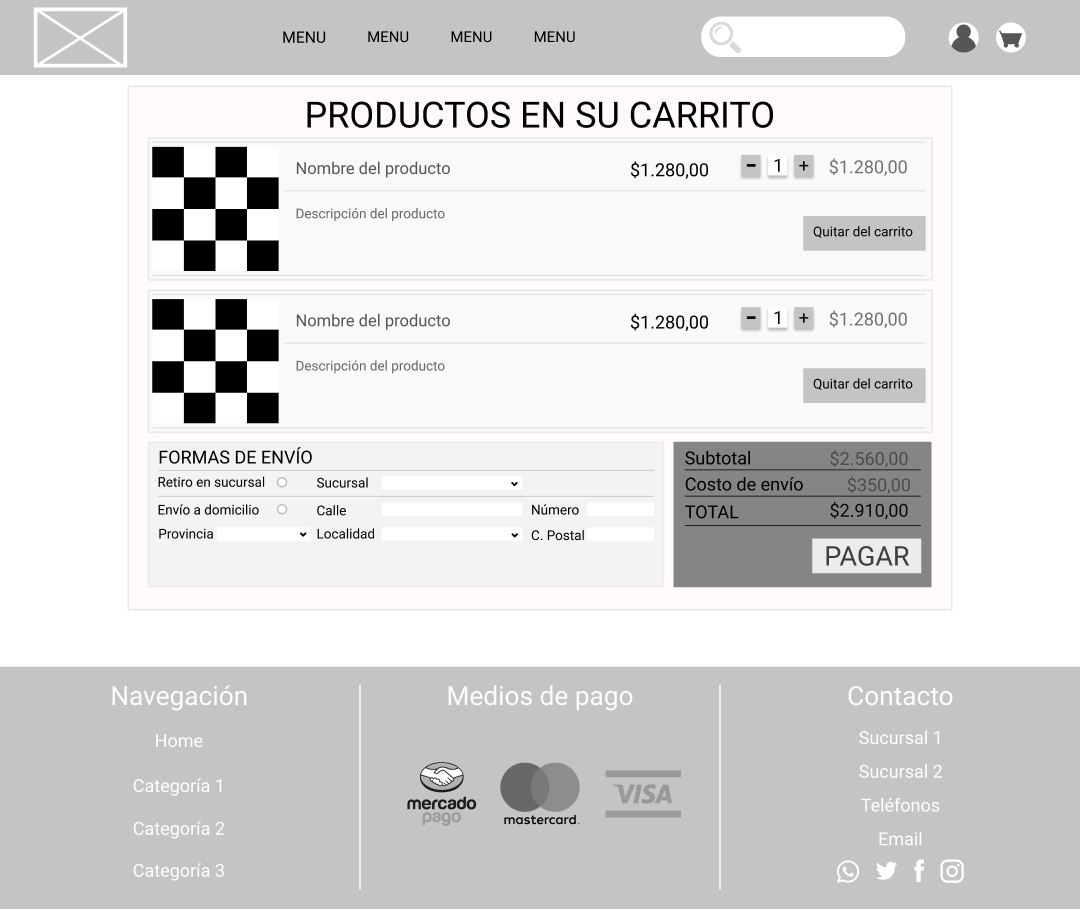 MENU MENU MENU MENU
PRODUCTOS EN SU CARRITO
Nombre del producto $1.280,00 - 1 + $1.280,00
Descripción del producto
Quitar del carrito
Nombre del producto $1.280,00 - 1 + $1.280,00
Descripción del producto
Quitar del carrito
FORMAS DE ENVÍO
Retiro en sucursal Sucursal
Envío a domicilio Calle Número
Provincia Localidad C. Postal
Subtotal $2.560,00
Costo de envío $350,00
TOTAL $2.910,00
PAGAR
Navegación
Home
Categoría 1
Categoría 2
Categoría 3
Medios de pago
mercado
pago
mastercard.
VISA
Contacto
Sucursal 1
Sucursal 2
Teléfonos
Email